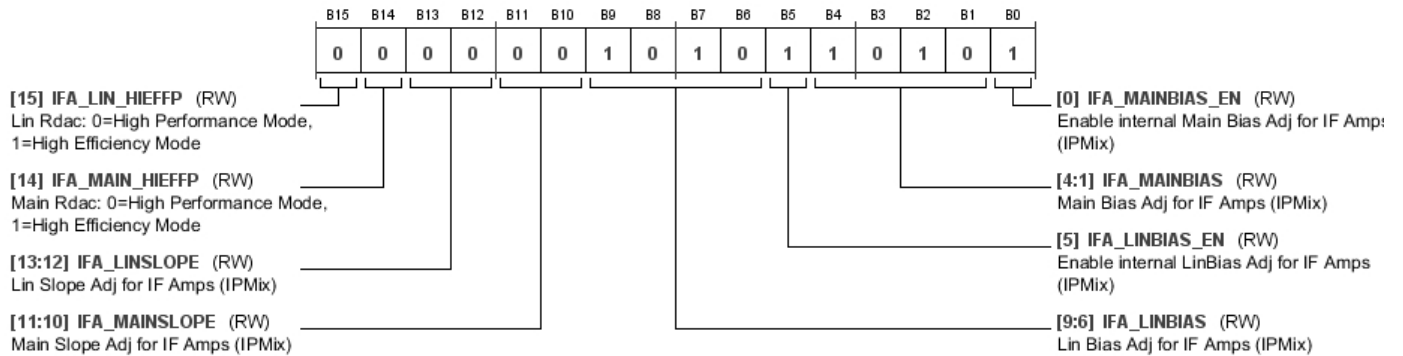 B15 B14 B13 B12 B11 B10 B9 B8 B7 B6 B5 B4 B3 B2 B1 B0
0 0 0 0 0 0 1 0 1 0 1 1 0 1 0 1
[15] IFA_LIN_HIEFFP (RW)
Lin Rdac: 0=High Performance Mode,
1=High Efficiency Mode
[14] IFA_MAIN_HIEFFP (RW)
Main Rdac: 0=High Performance Mode,
1=High Efficiency Mode
[13:12] IFA_LINSLOPE (RW)
Lin Slope Adj for IF Amps (IPMix)
[11:10] IFA_MAINSLOPE (RW)
Main Slope Adj for IF Amps (IPMix)
[0] IFA_MAINBIAS_EN (RW)
Enable internal Main Bias Adj for IF Amps
(IPMix)
[4:1] IFA_MAINBIAS (RW)
Main Bias Adj for IF Amps (IPMix)
[5] IFA_LINBIAS_EN (RW)
Enable internal LinBias Adj for IF Amps
(IPMix)
[9:6] IFA_LINBIAS (RW)
Lin Bias Adj for IF Amps (IPMix)